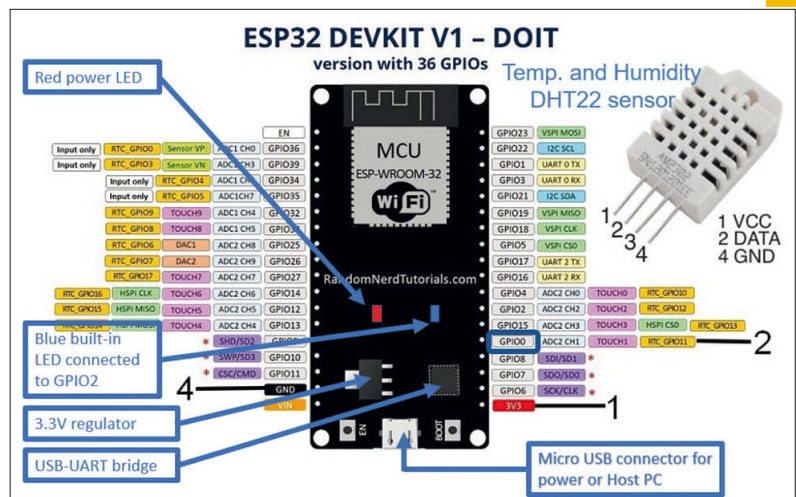 ESP32 DEVKIT V1 – DOIT
version with 36 GPIOs
Red power LED
Temp. and Humidity
DHT22 sensor
MCU
ESP-WROOM-32
WiFi
EN
Input only RTC_GPIO0 Sensor VP ADC1 CH0 GPIO36
Input only RTC_GPIO3 Sensor VN ADC1 CH3 GPIO39
Input only RTC_GPIO4 ADC1 CH6 GPIO34
Input only RTC_GPIO5 ADC1CH7 GPIO35
RTC_GPIO9 TOUCH9 ADC1 CH4 GPIO32
RTC_GPIO8 TOUCH8 ADC1 CH5 GPIO33
RTC_GPIO6 DAC1 ADC2 CH8 GPIO25
RTC_GPIO7 DAC2 ADC2 CH9 GPIO26
RTC_GPIO17 TOUCH7 ADC2 CH7 GPIO27
RTC_GPIO16 HSPI CLK TOUCH6 ADC2 CH6 GPIO14
RTC_GPIO15 HSPI MISO TOUCH5 ADC2 CH5 GPIO12
TOUCH4 ADC2 CH4 GPIO13
* SHD/SD2
* SWP/SD3 GPIO10
* CSC/CMD GPIO11
4 GND
VIN
GPIO23 VSPI MOSI
GPIO22 I2C SCL
GPIO1 UART 0 TX
GPIO3 UART 0 RX
GPIO21 I2C SDA
GPIO19 VSPI MISO
GPIO18 VSPI CLK
GPIO5 VSPI CS0
GPIO17 UART 2 TX
GPIO16 UART 2 RX
GPIO4 ADC2 CH0 TOUCH0 RTC_GPIO10
GPIO2 ADC2 CH2 TOUCH2 RTC_GPIO12
GPIO15 ADC2 CH3 TOUCH3 HSPI CS0 RTC_GPIO13
GPIO0 ADC2 CH1 TOUCH1 RTC_GPIO11 2
GPIO8 SDI/SD1 *
GPIO7 SDO/SD0 *
GPIO6 SCK/CLK *
3V3 1
RandomNerdTutorials.com
1
2
3
4
1 VCC
2 DATA
4 GND
Blue built-in
LED connected
to GPIO2
3.3V regulator
USB-UART bridge
EN
BOOT
Micro USB connector for
power or Host PC